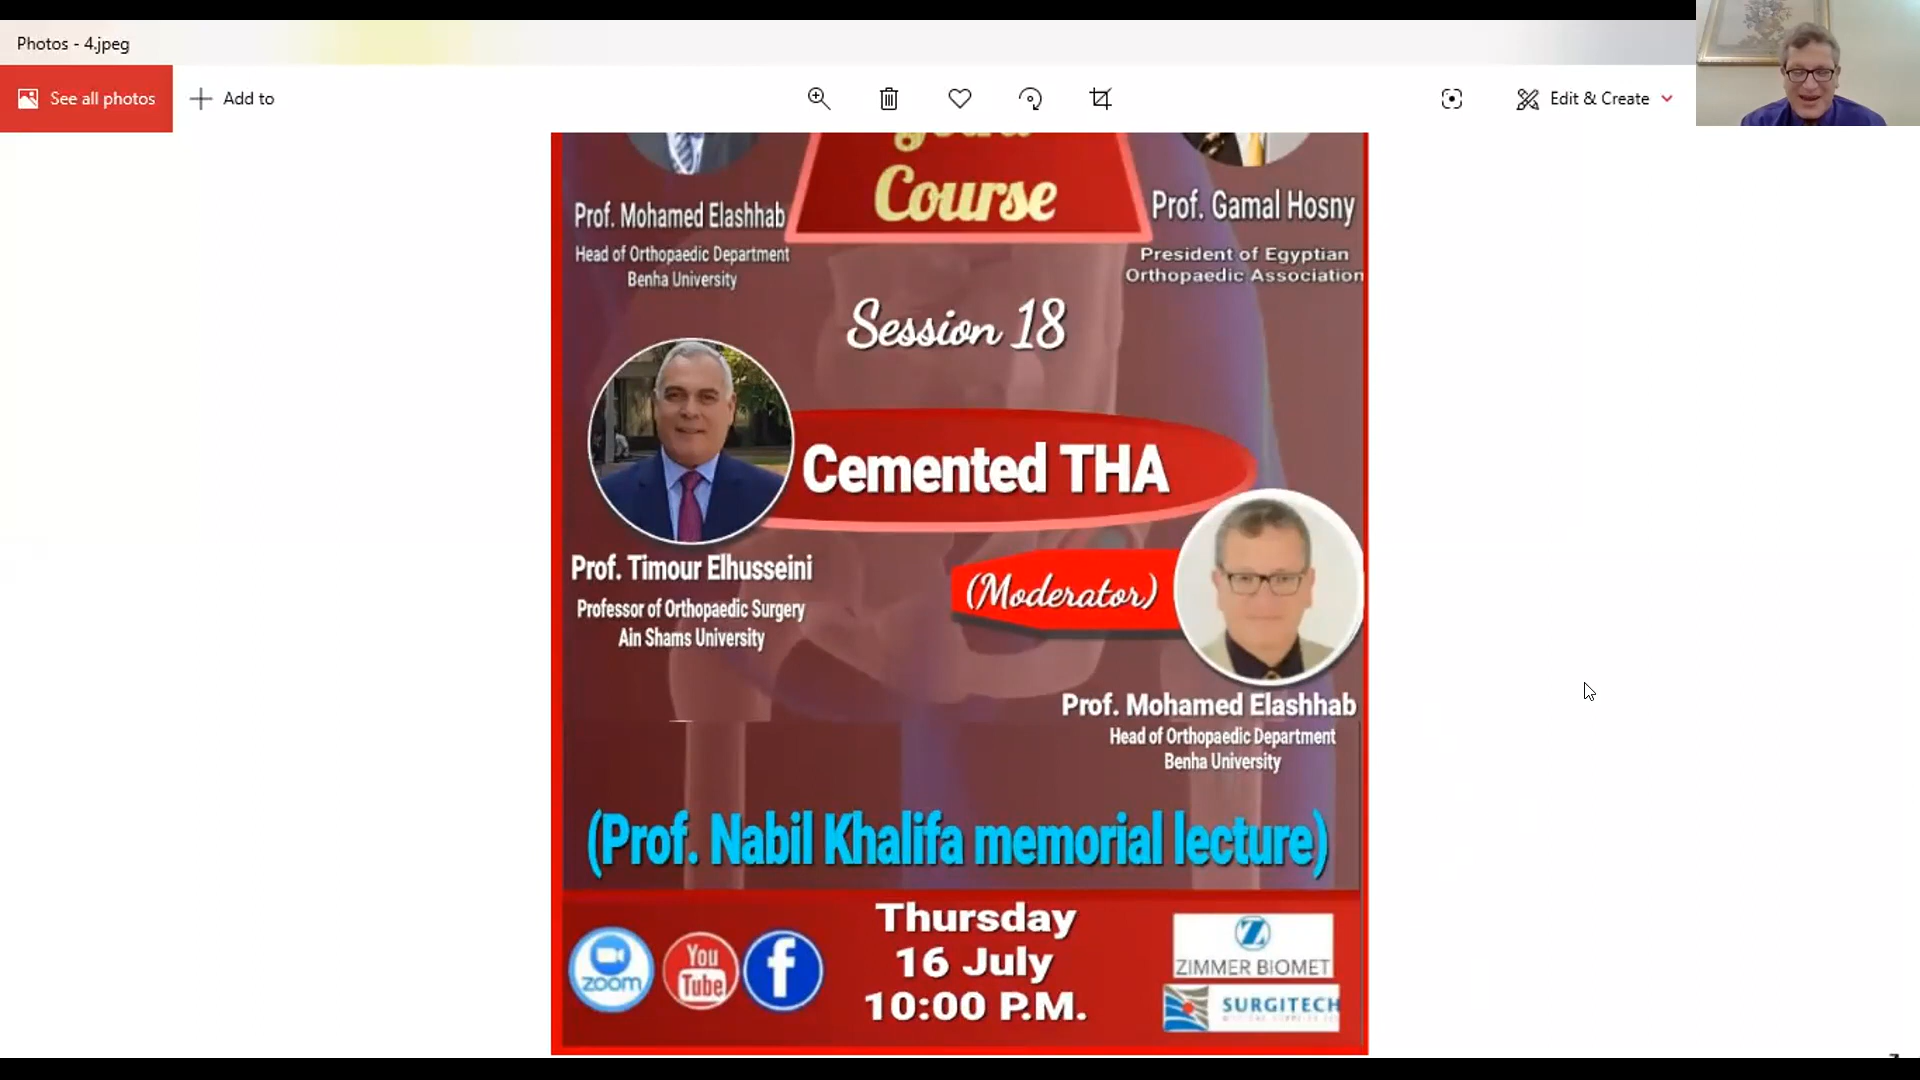 Photos - 4.jpeg
See all photos
Add to
Edit & Create
Course
Prof. Mohamed Elashhab
Head of Orthopaedic Department
Benha University
Prof. Gamal Hosny
President of Egyptian
Orthopaedic Association
Session 18
Cemented THA
Prof. Timour Elhusseini
Professor of Orthopaedic Surgery
Ain Shams University
(Moderator)
Prof. Mohamed Elashhab
Head of Orthopaedic Department
Benha University
(Prof. Nabil Khalifa memorial lecture)
zoom
You
Tube
f
Thursday
16 July
10:00 P.M.
Z
ZIMMER BIOMET
SURGITECH